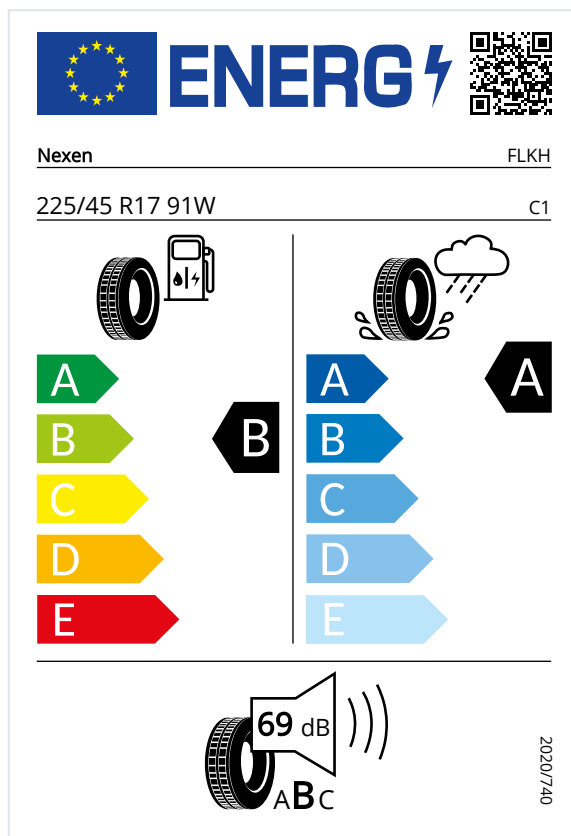 ENERG
Nexen FLKH
225/45 R17 91W C1
A A A
B B B
C C
D D
E E
69 dB
ABC
2020/740